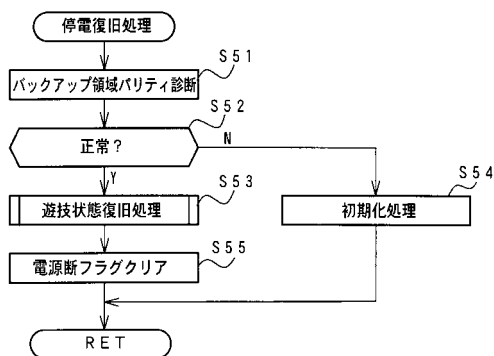 停電復旧処理
S51
バックアップ領域パリティ診断
S52
正常?
N
Y
S53
遊技状態復旧処理
S54
初期化処理
S55
電源断フラグクリア
RET